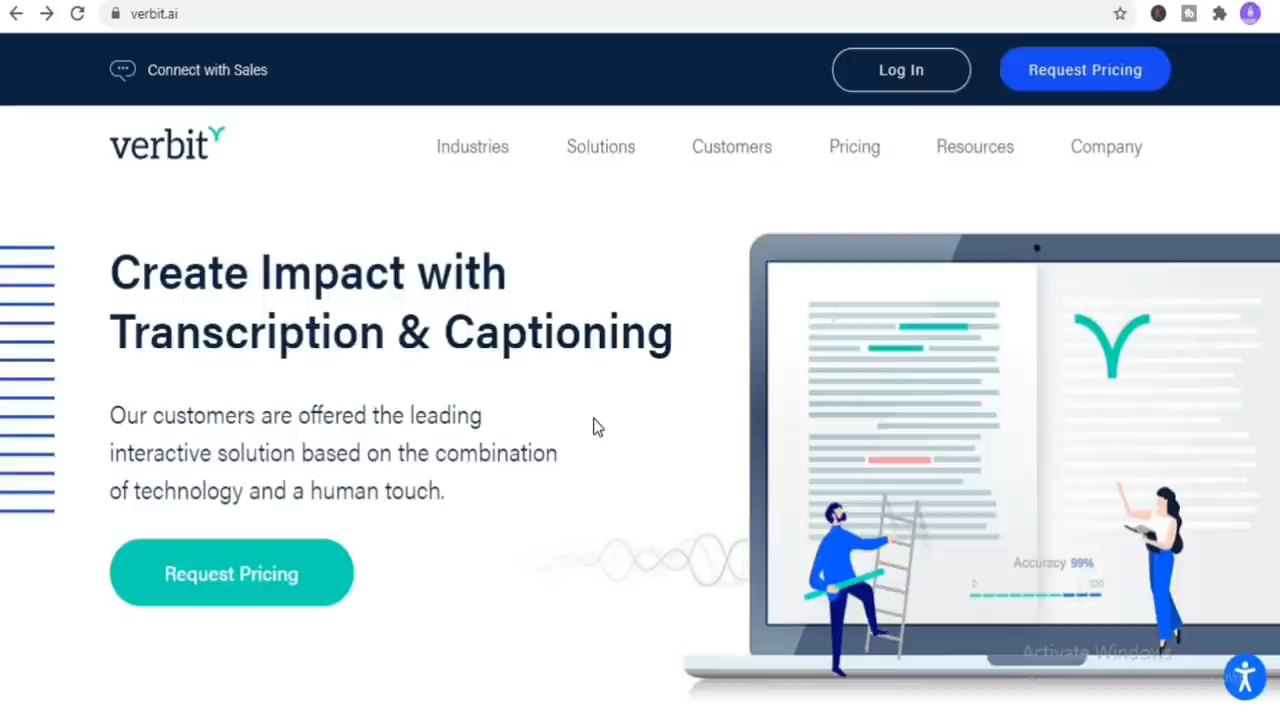 verbit.ai
Connect with Sales
Log In
Request Pricing
verbit
Industries
Solutions
Customers
Pricing
Resources
Company
Create Impact with
Transcription & Captioning
Our customers are offered the leading
interactive solution based on the combination
of technology and a human touch.
Request Pricing
Accuracy 99%
0
100
Activate Windows